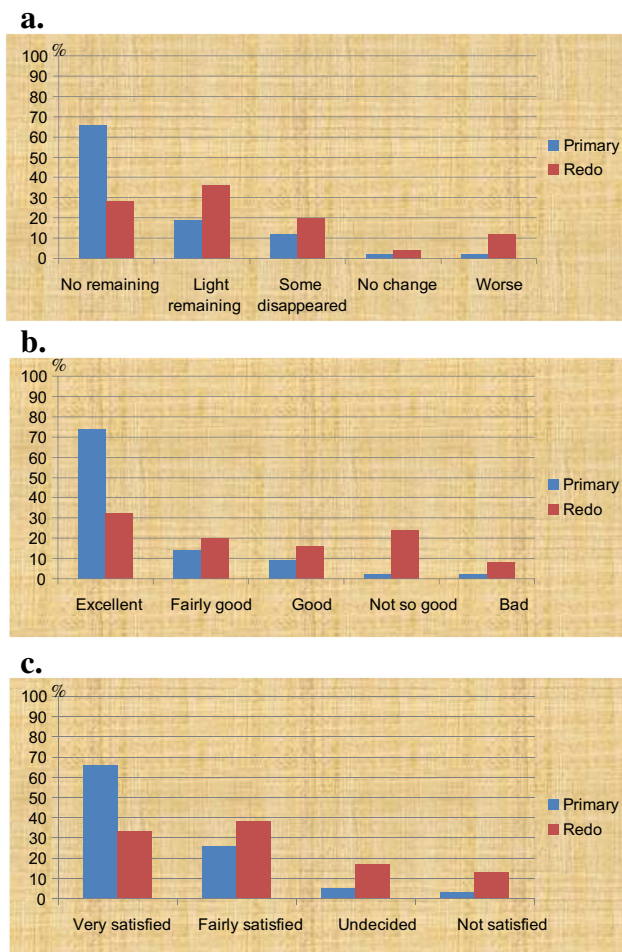 a.
%
100
90
80
70
60
50
40
30
20
10
0
No remaining
Light
remaining
Some
disappeared
No change
Worse
Primary
Redo
b.
%
100
90
80
70
60
50
40
30
20
10
0
Excellent
Fairly good
Good
Not so good
Bad
Primary
Redo
c.
%
100
90
80
70
60
50
40
30
20
10
0
Very satisfied
Fairly satisfied
Undecided
Not satisfied
Primary
Redo